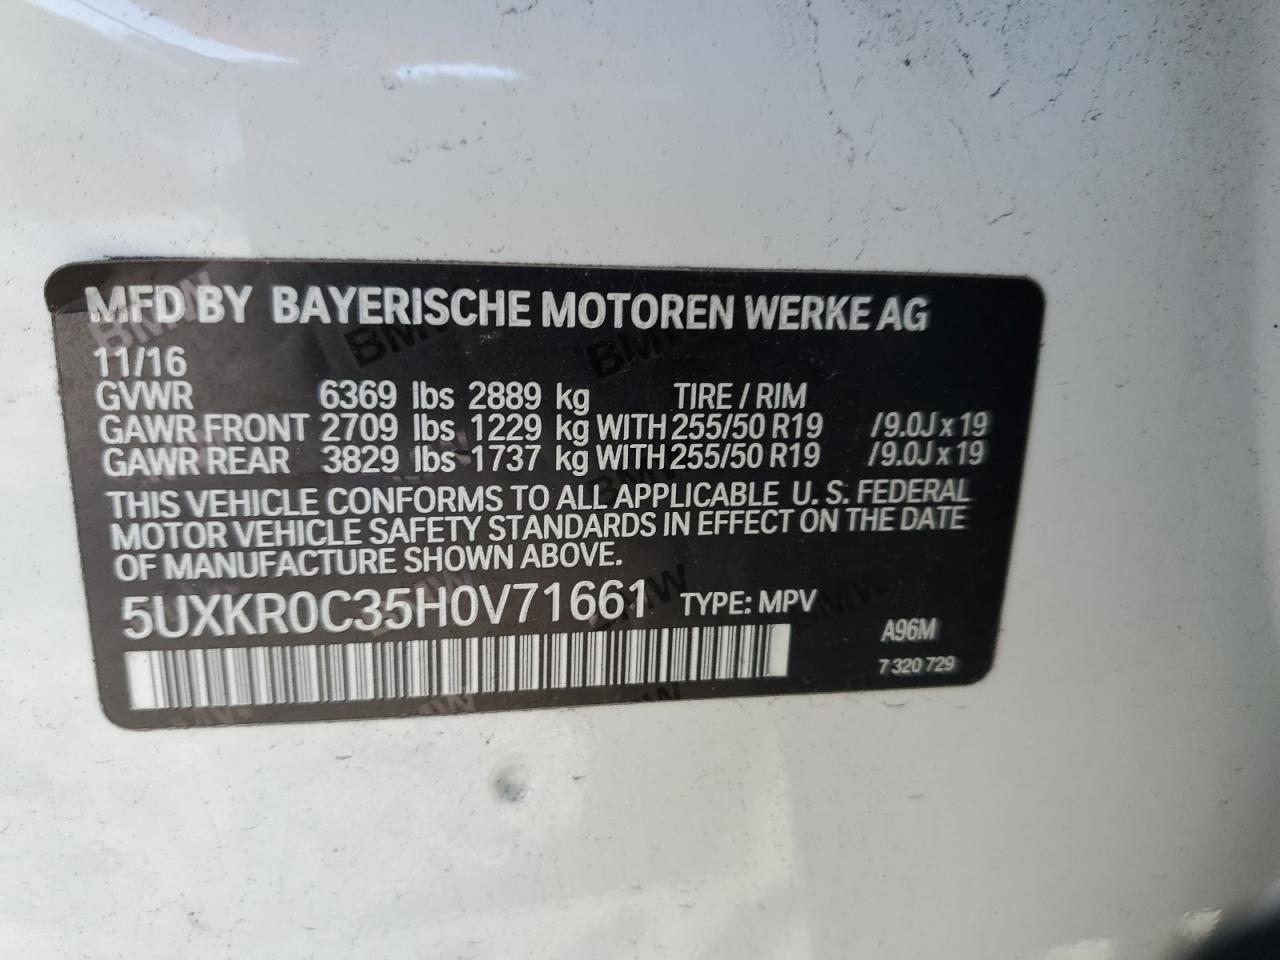 MFD BY BAYERISCHE MOTOREN WERKE AG
11/16
GVWR 6369 lbs 2889 kg TIRE / RIM
GAWR FRONT 2709 lbs 1229 kg WITH 255/50 R19 /9.0J x 19
GAWR REAR 3829 lbs 1737 kg WITH 255/50 R19 /9.0J x 19
THIS VEHICLE CONFORMS TO ALL APPLICABLE U. S. FEDERAL
MOTOR VEHICLE SAFETY STANDARDS IN EFFECT ON THE DATE
OF MANUFACTURE SHOWN ABOVE.
5UXKR0C35H0V71661 TYPE: MPV
A96M
7 320 729